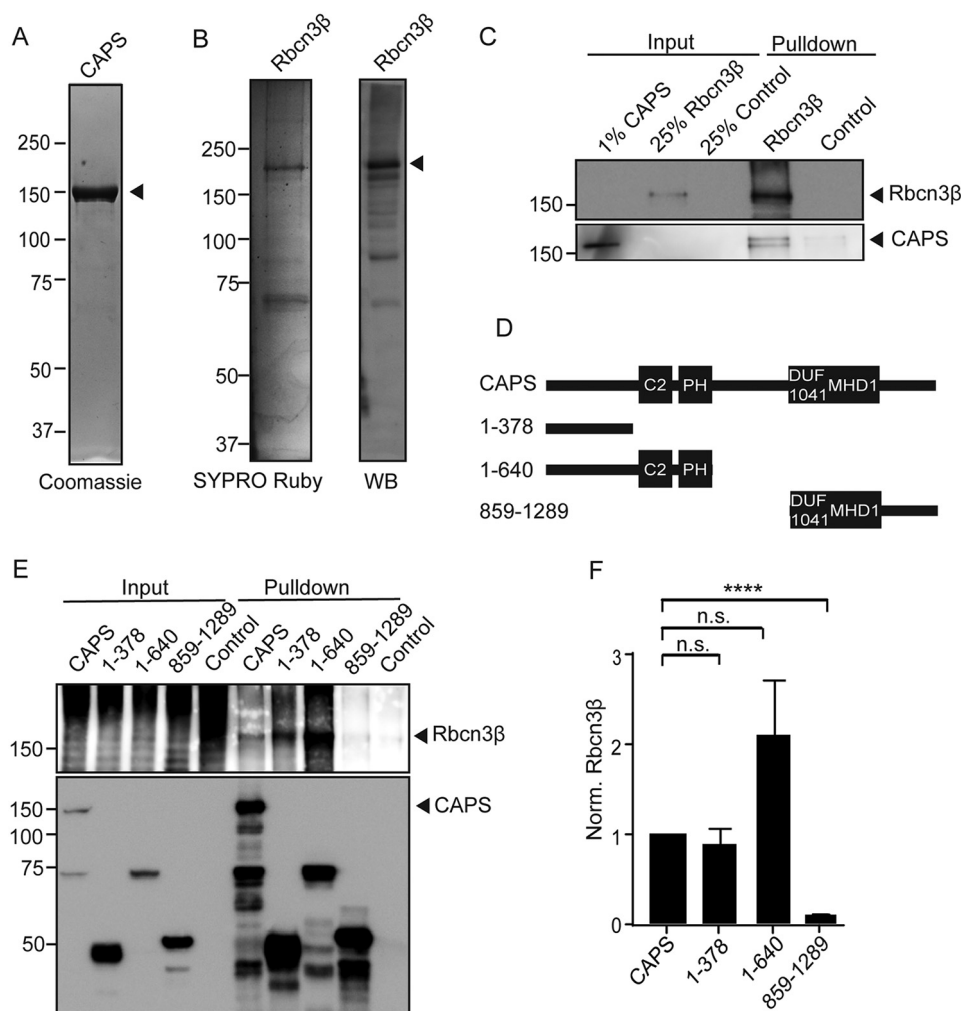 A
CAPS
250
150
100
75
50
37
Coomassie
B
Rbcn3β
Rbcn3β
250
150
100
75
50
37
SYPRO Ruby
WB
C
Input
Pulldown
1% CAPS
25% Rbcn3β
25% Control
Rbcn3β
Control
150
Rbcn3β
150
CAPS
D
CAPS
C2
PH
DUF
1041
MHD1
1-378
1-640
C2
PH
859-1289
DUF
1041
MHD1
E
Input
Pulldown
CAPS
1-378
1-640
859-1289
Control
CAPS
1-378
1-640
859-1289
Control
150
Rbcn3β
150
CAPS
100
75
50
F
****
n.s.
n.s.
Norm. Rbcn3β
3
2
1
0
CAPS
1-378
1-640
859-1289